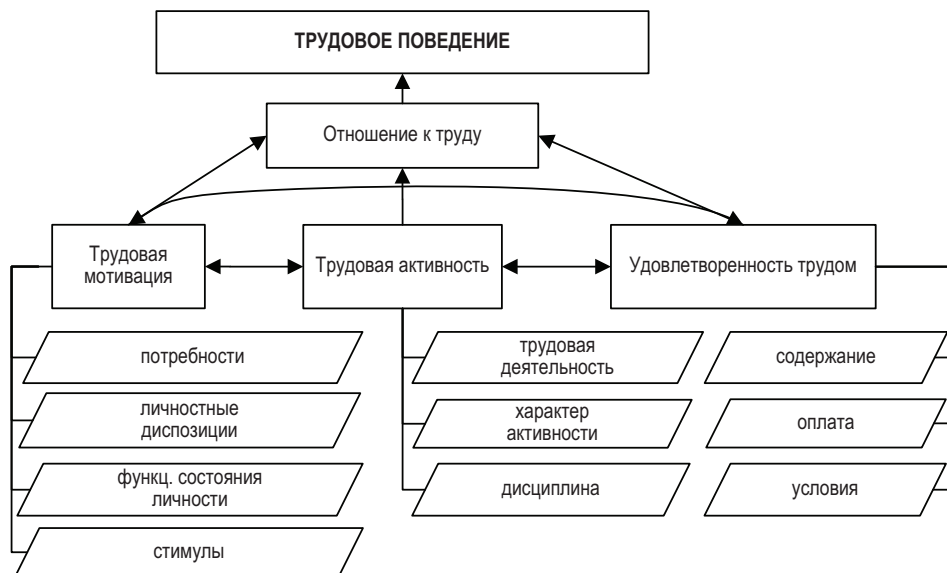 ТРУДОВОЕ ПОВЕДЕНИЕ
Отношение к труду
Трудовая
мотивация
Трудовая активность
Удовлетворенность трудом
потребности
личностные
диспозиции
функц. состояния
личности
стимулы
трудовая
деятельность
характер
активности
дисциплина
содержание
оплата
условия